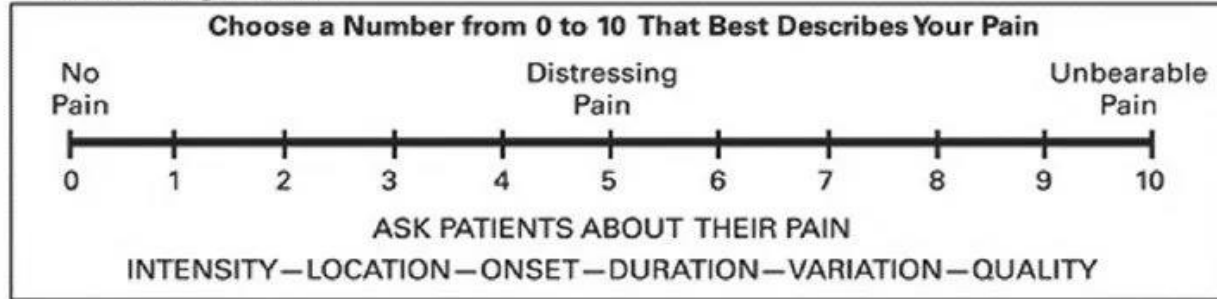 Choose a Number from 0 to 10 That Best Describes Your Pain
No Pain
Distressing Pain
Unbearable Pain
0 1 2 3 4 5 6 7 8 9 10
ASK PATIENTS ABOUT THEIR PAIN
INTENSITY—LOCATION—ONSET—DURATION—VARIATION—QUALITY